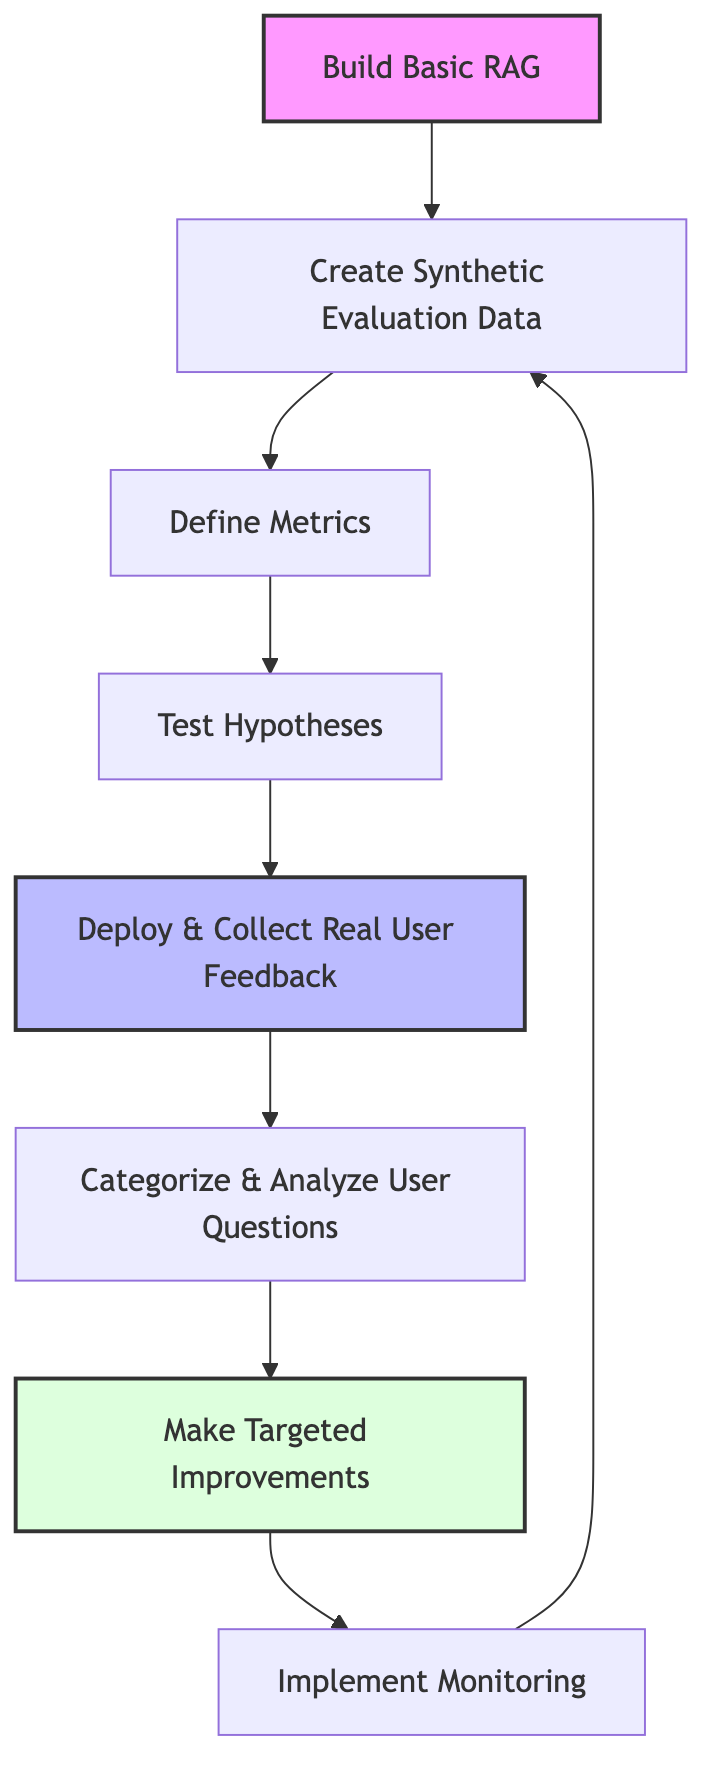 Build Basic RAG
Create Synthetic
Evaluation Data
Define Metrics
Test Hypotheses
Deploy & Collect Real User
Feedback
Categorize & Analyze User
Questions
Make Targeted
Improvements
Implement Monitoring